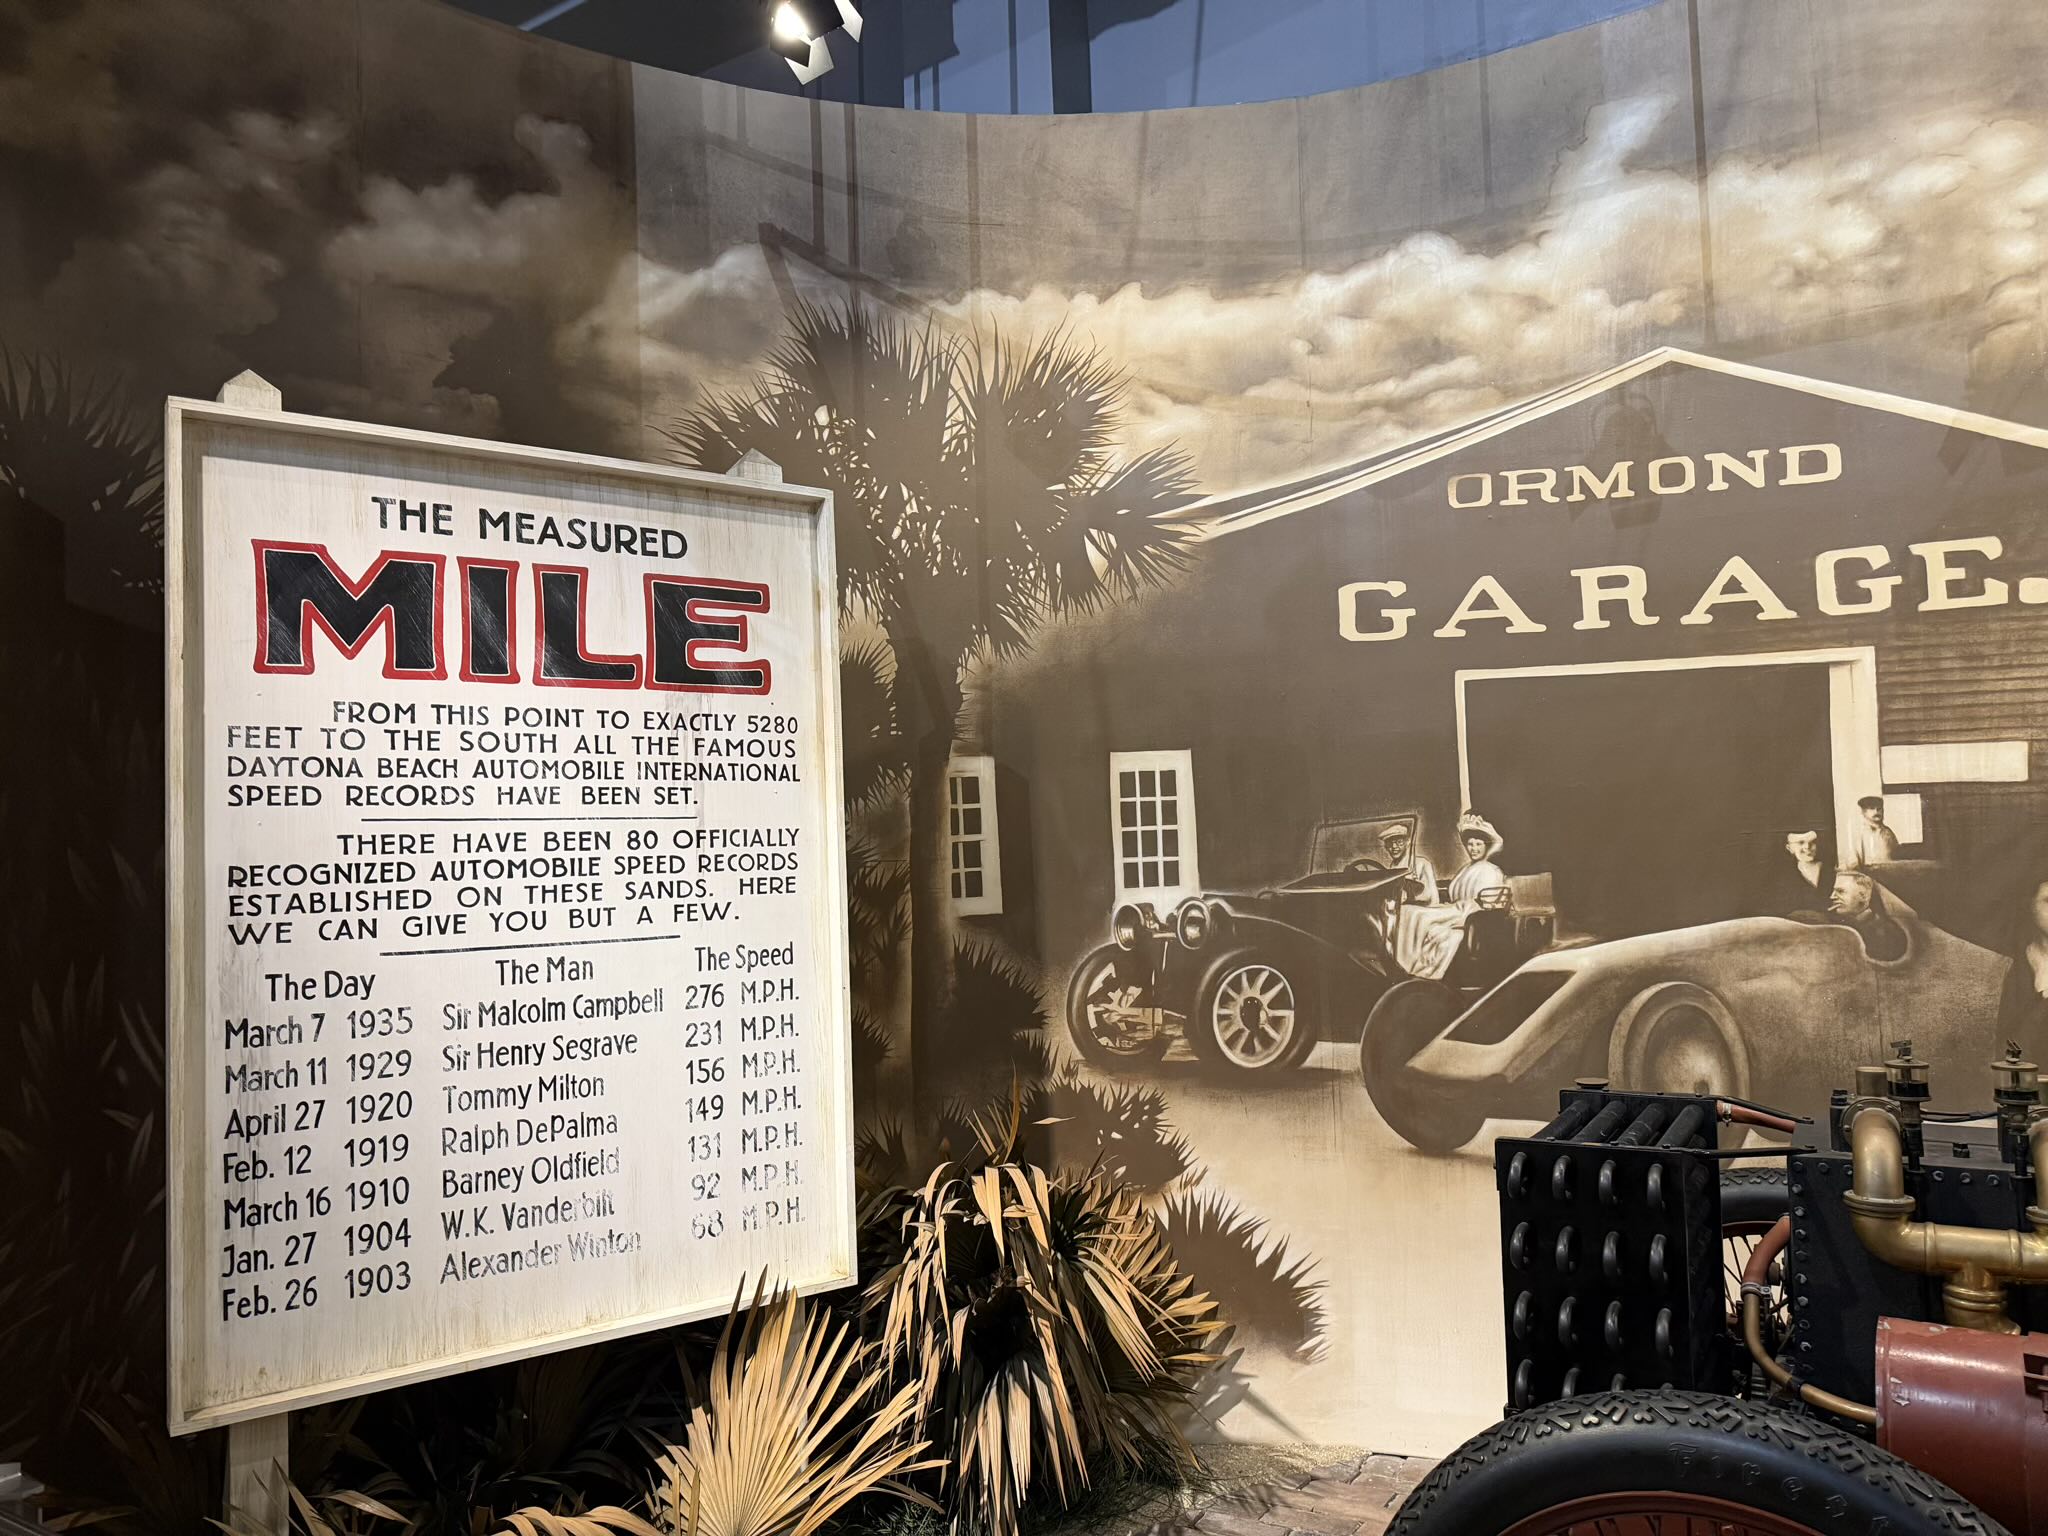 THE MEASURED
MILE
FROM THIS POINT TO EXACTLY 5280
FEET TO THE SOUTH ALL THE FAMOUS
DAYTONA BEACH AUTOMOBILE INTERNATIONAL
SPEED RECORDS HAVE BEEN SET.
THERE HAVE BEEN 80 OFFICIALLY
RECOGNIZED AUTOMOBILE SPEED RECORDS
ESTABLISHED ON THESE SANDS. HERE
WE CAN GIVE YOU BUT A FEW.
The Day The Man The Speed
March 7 1935 Sir Malcolm Campbell 276 M.P.H.
March 11 1929 Sir Henry Segrave 231 M.P.H.
April 27 1920 Tommy Milton 156 M.P.H.
Feb. 12 1919 Ralph DePalma 149 M.P.H.
March 16 1910 Barney Oldfield 131 M.P.H.
Jan. 27 1904 W.K. Vanderbilt 92 M.P.H.
Feb. 26 1903 Alexander Winton 68 M.P.H.
ORMOND
GARAGE.